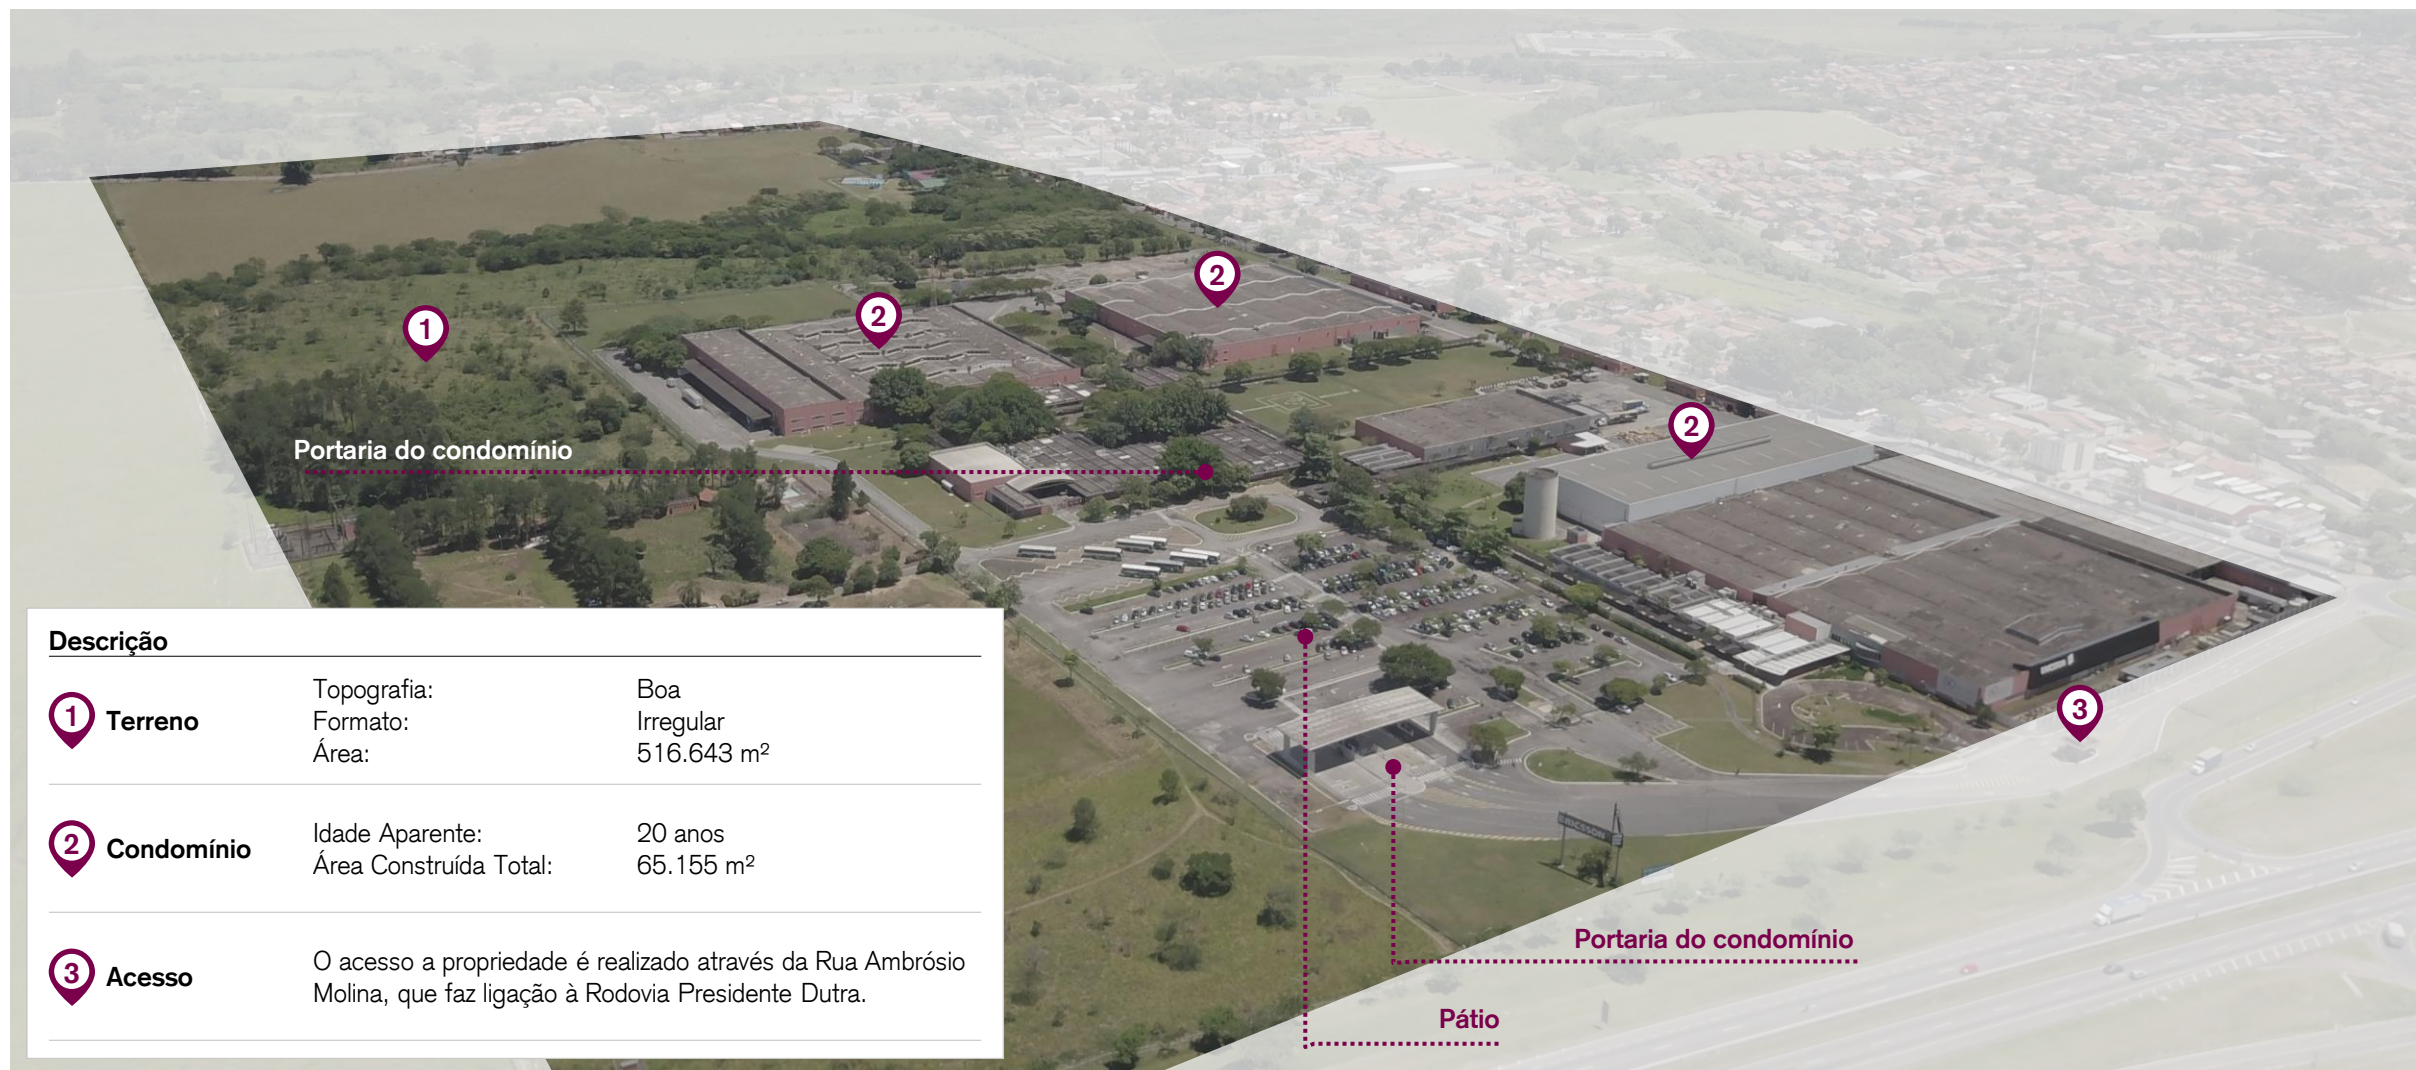 2
2
1
2
Portaria do condomínio
ERICSSON
3
Portaria do condomínio
Pátio
Descrição
1 Terreno
Topografia: Boa
Formato: Irregular
Área: 516.643 m²
2 Condomínio
Idade Aparente: 20 anos
Área Construída Total: 65.155 m²
3 Acesso
O acesso a propriedade é realizado através da Rua Ambrósio
Molina, que faz ligação à Rodovia Presidente Dutra.